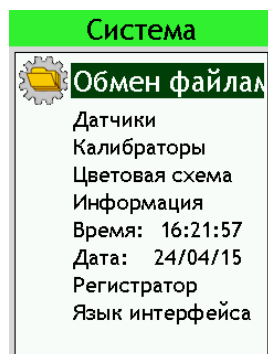 Система
Обмен файлам
Датчики
Калибраторы
Цветовая схема
Информация
Время: 16:21:57
Дата: 24/04/15
Регистратор
Язык интерфейса